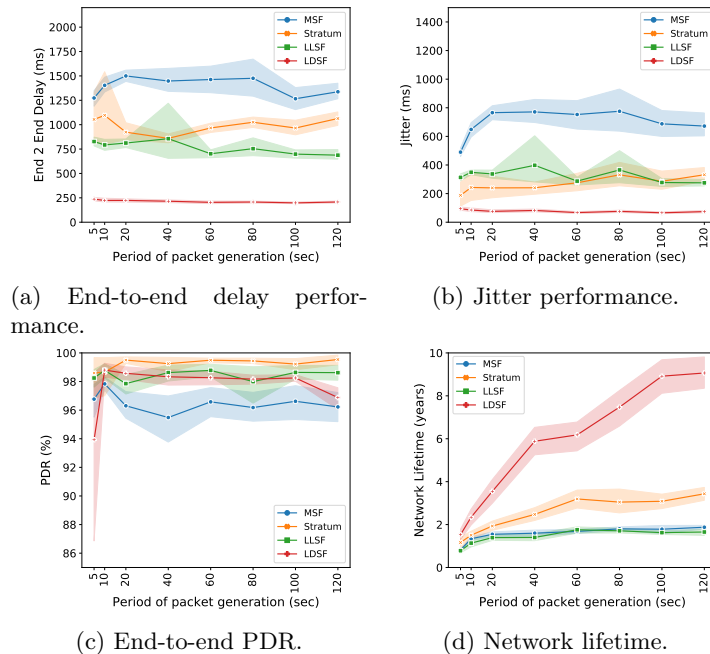 2000
1750
1500
1250
1000
750
500
250
0
End 2 End Delay (ms)
MSF
Stratum
LLSF
LDSF
5
10
20
40
60
80
100
120
Period of packet generation (sec)
(a) End-to-end delay perfor-
mance.
1400
1200
1000
800
600
400
200
0
Jitter (ms)
MSF
Stratum
LLSF
LDSF
5
10
20
40
60
80
100
120
Period of packet generation (sec)
(b) Jitter performance.
100
98
96
94
92
90
88
86
PDR (%)
MSF
Stratum
LLSF
LDSF
5
10
20
40
60
80
100
120
Period of packet generation (sec)
(c) End-to-end PDR.
10
8
6
4
2
0
Network Lifetime (years)
MSF
Stratum
LLSF
LDSF
5
10
20
40
60
80
100
120
Period of packet generation (sec)
(d) Network lifetime.